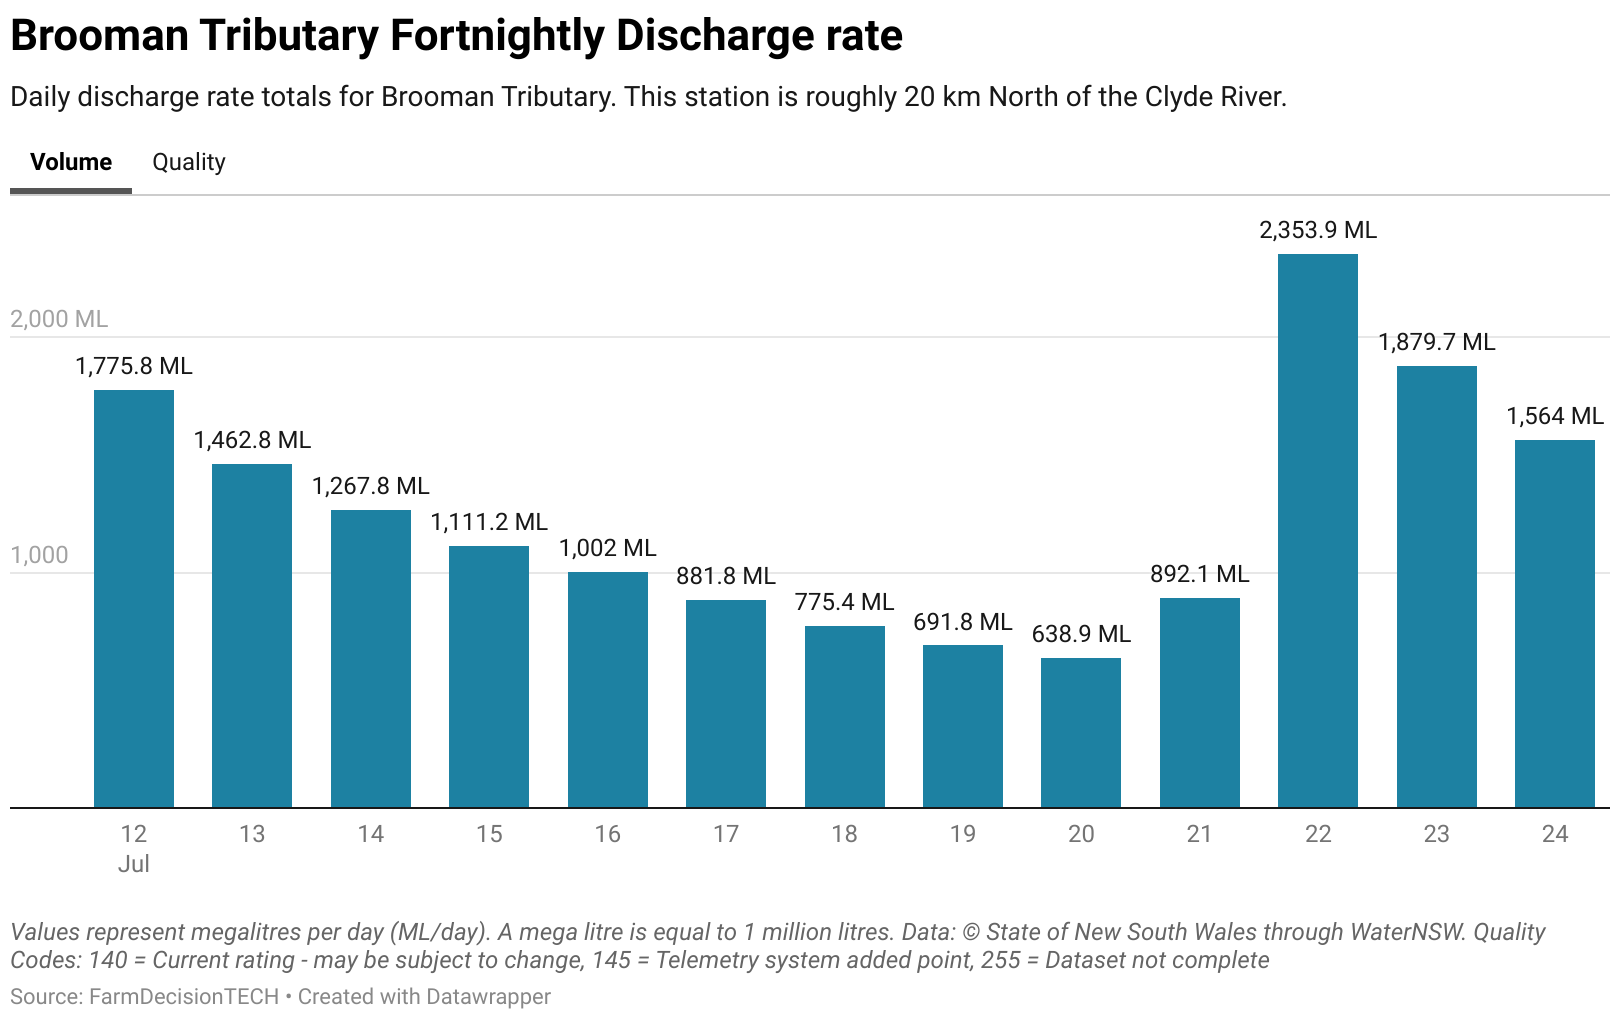 Brooman Tributary Fortnightly Discharge rate
Daily discharge rate totals for Brooman Tributary. This station is roughly 20 km North of the Clyde River.
Volume Quality
2,353.9 ML
2,000 ML
1,879.7 ML
1,775.8 ML
1,564 ML
1,462.8 ML
1,267.8 ML
1,111.2 ML
1,002 ML
1,000
881.8 ML
892.1 ML
775.4 ML
691.8 ML
638.9 ML
12 13 14 15 16 17 18 19 20 21 22 23 24
Jul
Values represent megalitres per day (ML/day). A mega litre is equal to 1 million litres. Data: © State of New South Wales through WaterNSW. Quality
Codes: 140 = Current rating - may be subject to change, 145 = Telemetry system added point, 255 = Dataset not complete
Source: FarmDecisionTECH • Created with Datawrapper